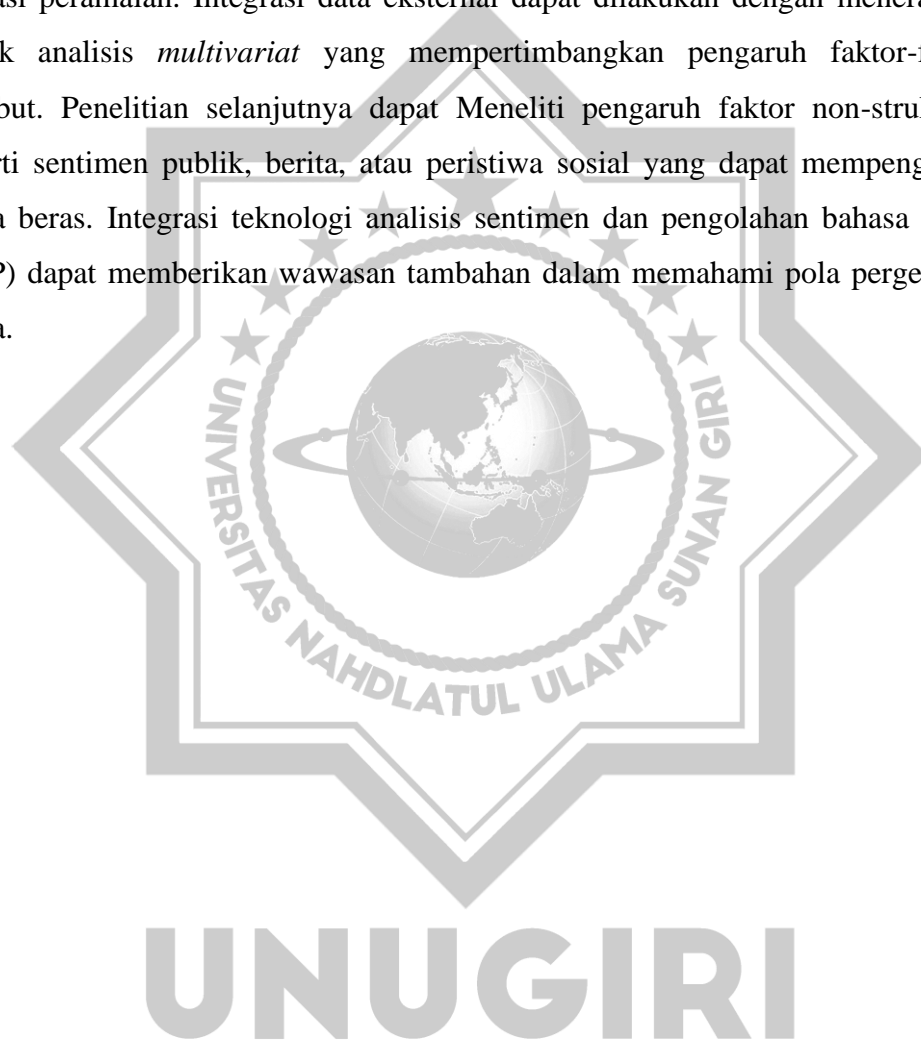 asi peramalan. Integrasi data eksternal dapat dilakukan dengan menera
k analisis multivariat yang mempertimbangkan pengaruh faktor-f
but. Penelitian selanjutnya dapat Meneliti pengaruh faktor non-stru
rti sentimen publik, berita, atau peristiwa sosial yang dapat mempeng
a beras. Integrasi teknologi analisis sentimen dan pengolahan bahasa
P) dapat memberikan wawasan tambahan dalam memahami pola perge
a.
UNIVERSITAS NAHDLATUL ULAMA SUNAN GIRI
UNUGIRI